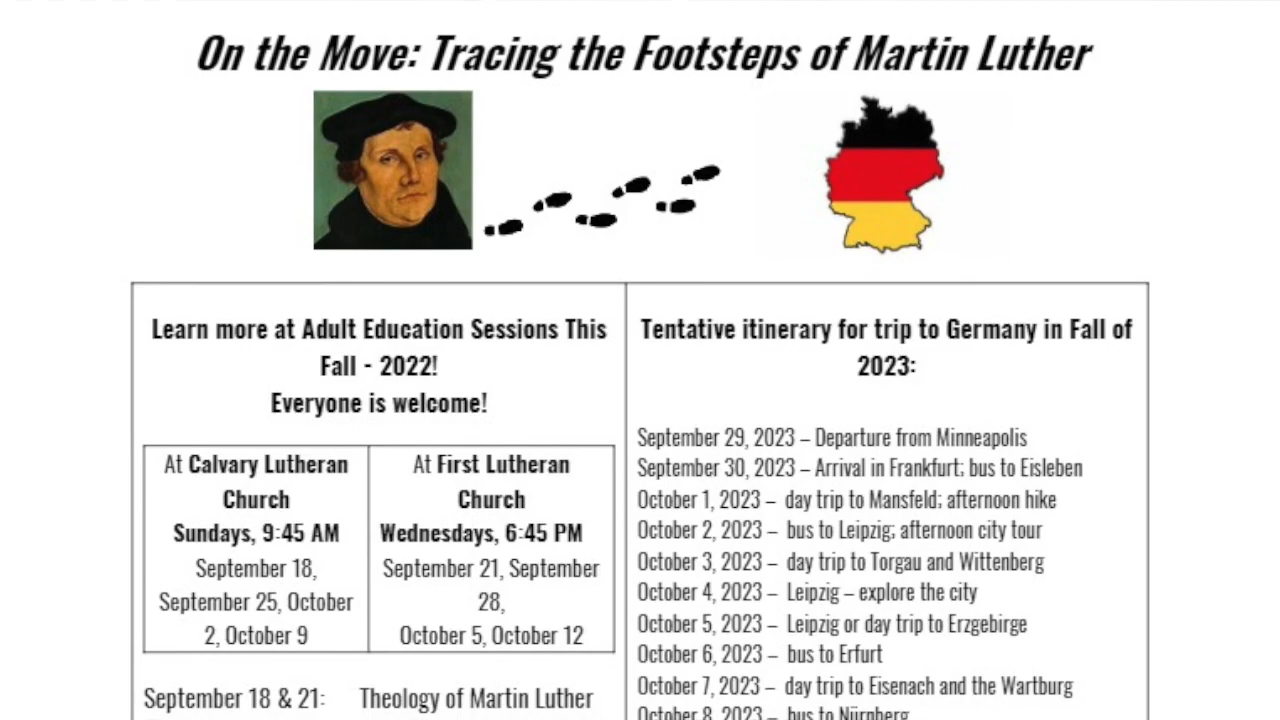 On the Move: Tracing the Footsteps of Martin Luther
Learn more at Adult Education Sessions This
Fall - 2022!
Everyone is welcome!
At Calvary Lutheran
Church
Sundays, 9:45 AM
September 18,
September 25, October
2, October 9
At First Lutheran
Church
Wednesdays, 6:45 PM
September 21, September
28,
October 5, October 12
September 18 & 21: Theology of Martin Luther
Tentative itinerary for trip to Germany in Fall of
2023:
September 29, 2023 – Departure from Minneapolis
September 30, 2023 – Arrival in Frankfurt; bus to Eisleben
October 1, 2023 – day trip to Mansfeld; afternoon hike
October 2, 2023 – bus to Leipzig; afternoon city tour
October 3, 2023 – day trip to Torgau and Wittenberg
October 4, 2023 – Leipzig – explore the city
October 5, 2023 – Leipzig or day trip to Erzgebirge
October 6, 2023 – bus to Erfurt
October 7, 2023 – day trip to Eisenach and the Wartburg
October 8, 2023 – bus to Nürnberg